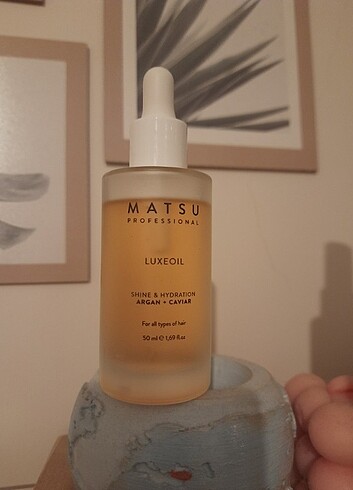 MATSU
PROFESSIONAL
LUXEOIL
SHINE & HYDRATION
ARGAN + CAVIAR
For all types of hair
50 ml ℮ 1,69 fl.oz